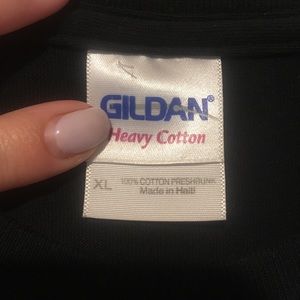 GILDAN®
Heavy Cotton
XL
100% COTTON PRESHRUNK
Made in Haiti